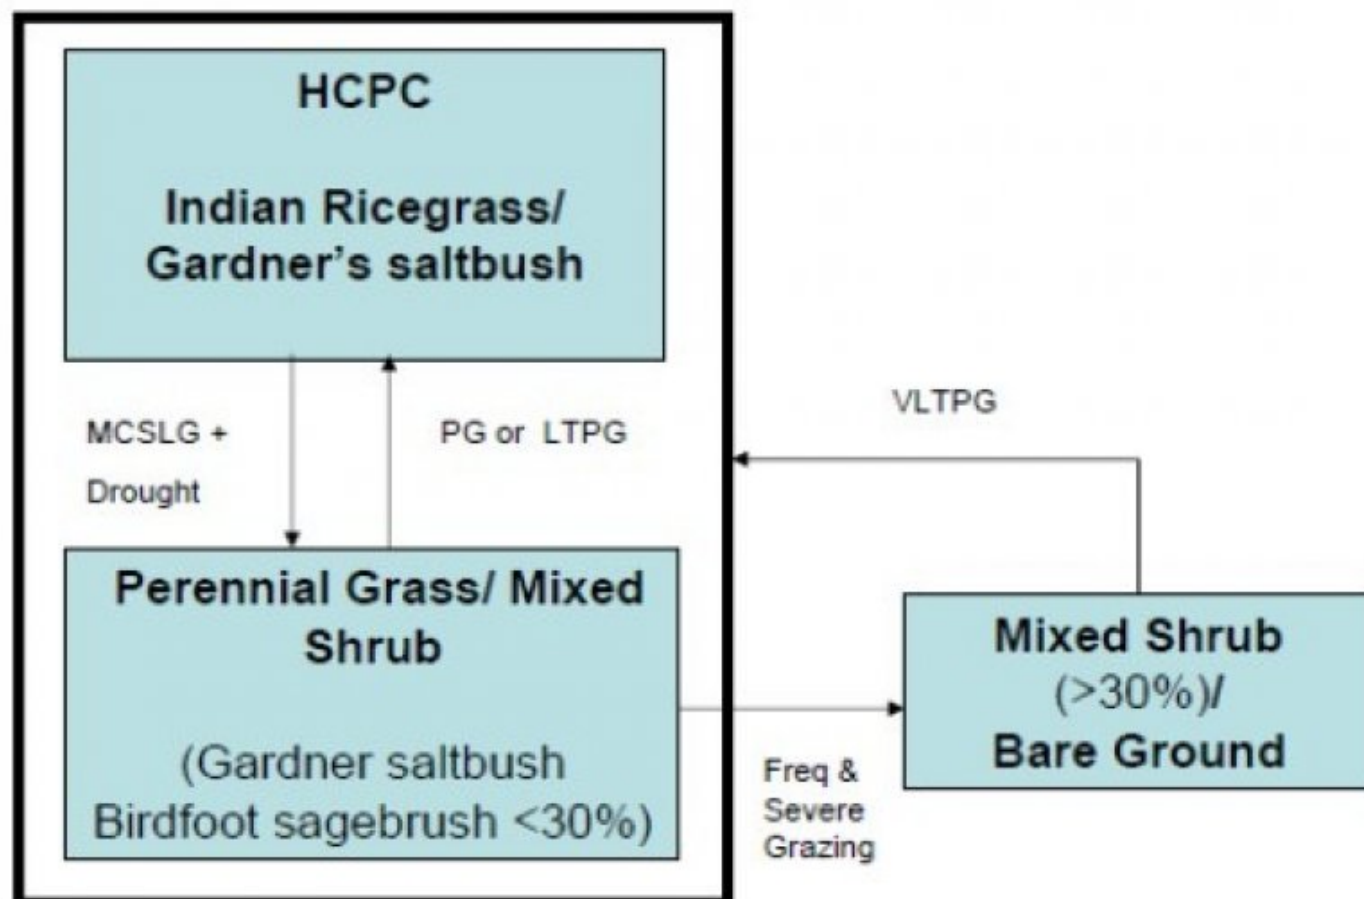 HCPC
Indian Ricegrass/
Gardner’s saltbush
MCSLG +
Drought
PG or LTPG
VLTPG
Perennial Grass/ Mixed
Shrub
(Gardner saltbush
Birdfoot sagebrush <30%)
Freq &
Severe
Grazing
Mixed Shrub
(>30%)/
Bare Ground